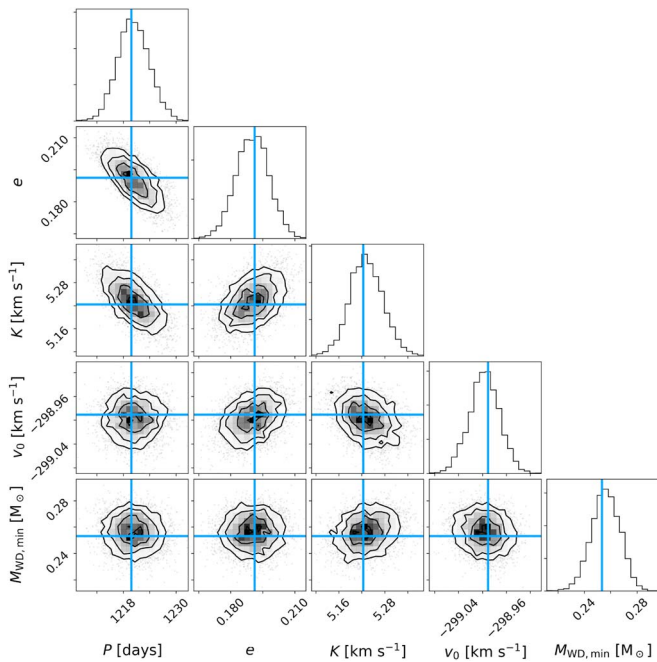 0.210
0.180
e
5.28
5.16
K [km s⁻¹]
−298.96
−299.04
v₀ [km s⁻¹]
0.28
0.24
M_WD,min [M⊙]
1218 1230 0.180 0.210 5.16 5.28 −299.04 −298.96 0.24 0.28
P [days] e K [km s⁻¹] v₀ [km s⁻¹] M_WD,min [M⊙]